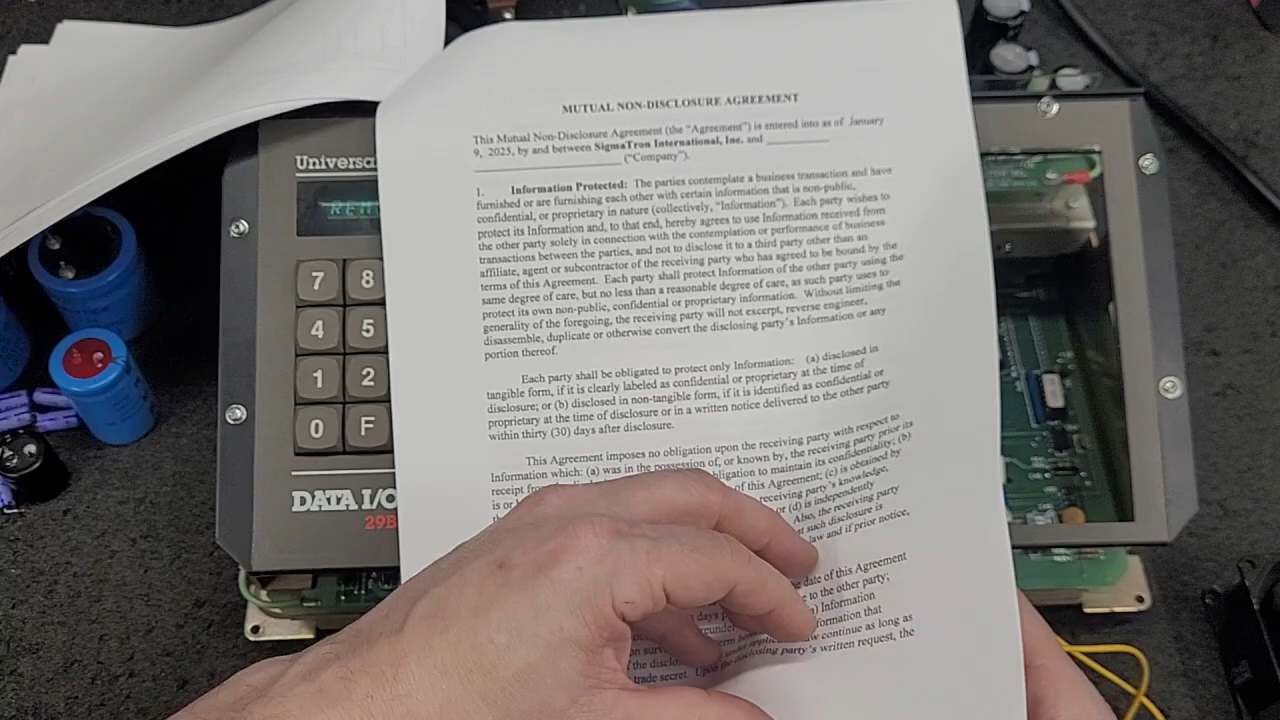 MUTUAL NON-DISCLOSURE AGREEMENT
This Mutual Non-Disclosure Agreement (the “Agreement”) is entered into as of January
9, 2025, by and between SigmaTron International, Inc. and ___________
______________________ (“Company”).
1. Information Protected: The parties contemplate a business transaction and have
furnished or are furnishing each other with certain information that is non-public,
confidential, or proprietary in nature (collectively, “Information”). Each party wishes to
protect its Information and, to that end, hereby agrees to use Information received from
the other party solely in connection with the contemplation or performance of business
transactions between the parties, and not to disclose it to a third party other than an
affiliate, agent or subcontractor of the receiving party who has agreed to be bound by the
terms of this Agreement. Each party shall protect Information of the other party using the
same degree of care, but no less than a reasonable degree of care, as such party uses to
protect its own non-public, confidential or proprietary information. Without limiting the
generality of the foregoing, the receiving party will not excerpt, reverse engineer,
disassemble, duplicate or otherwise convert the disclosing party’s Information or any
portion thereof.
Each party shall be obligated to protect only Information: (a) disclosed in
tangible form, if it is clearly labeled as confidential or proprietary at the time of
disclosure; or (b) disclosed in non-tangible form, if it is identified as confidential or
proprietary at the time of disclosure or in a written notice delivered to the other party
within thirty (30) days after disclosure.
This Agreement imposes no obligation upon the receiving party with respect to
Information which: (a) was in the possession of, or known by, the receiving party prior its
receipt obligation to maintain its confidentiality; (b)
is or of this Agreement; (c) is obtained by
receiving party’s knowledge,
or (d) is independently
Also, the receiving party
such disclosure is
law and if prior notice,
date of this Agreement
to the other party;
days Information
information that
continue as long as
the disclosing party’s written request, the
trade secret. Upon
Universa
REM
7 8
4 5
1 2
0 F
DATA I/O
29B